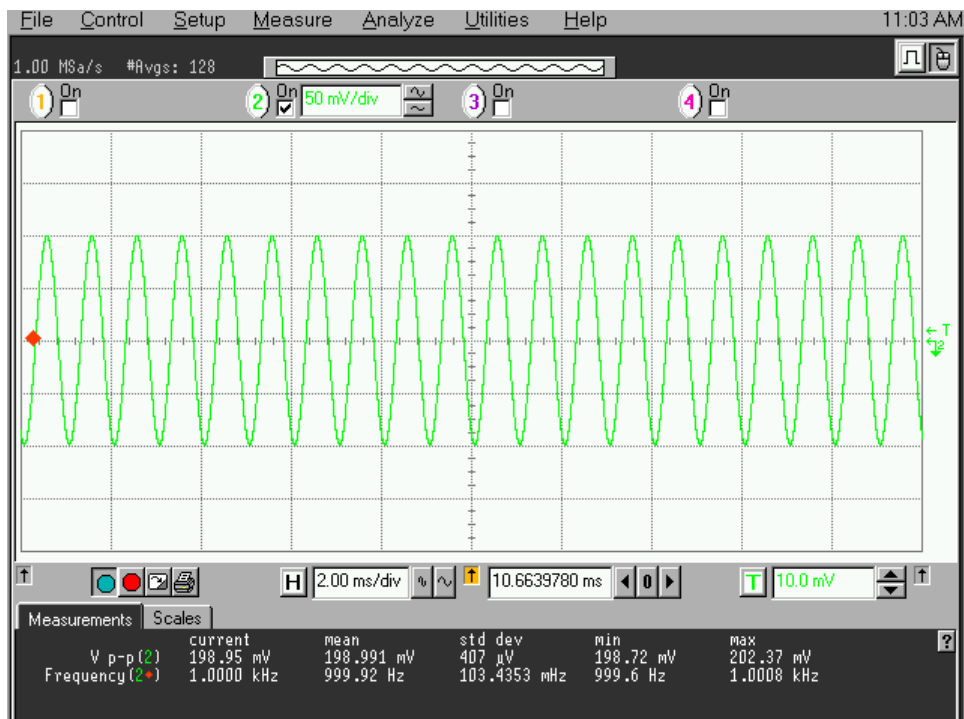 File Control Setup Measure Analyze Utilities Help 11:03 AM
1.00 MSa/s #Avgs: 128
1 On 2 On 50 mV/div 3 On 4 On
T
2
H 2.00 ms/div 10.6639780 ms 0 T 10.0 mV
Measurements Scales
current mean std dev min max ?
V p-p(2) 198.95 mV 198.991 mV 407 µV 198.72 mV 202.37 mV
Frequency(2♦) 1.0000 kHz 999.92 Hz 103.4353 mHz 999.6 Hz 1.0008 kHz